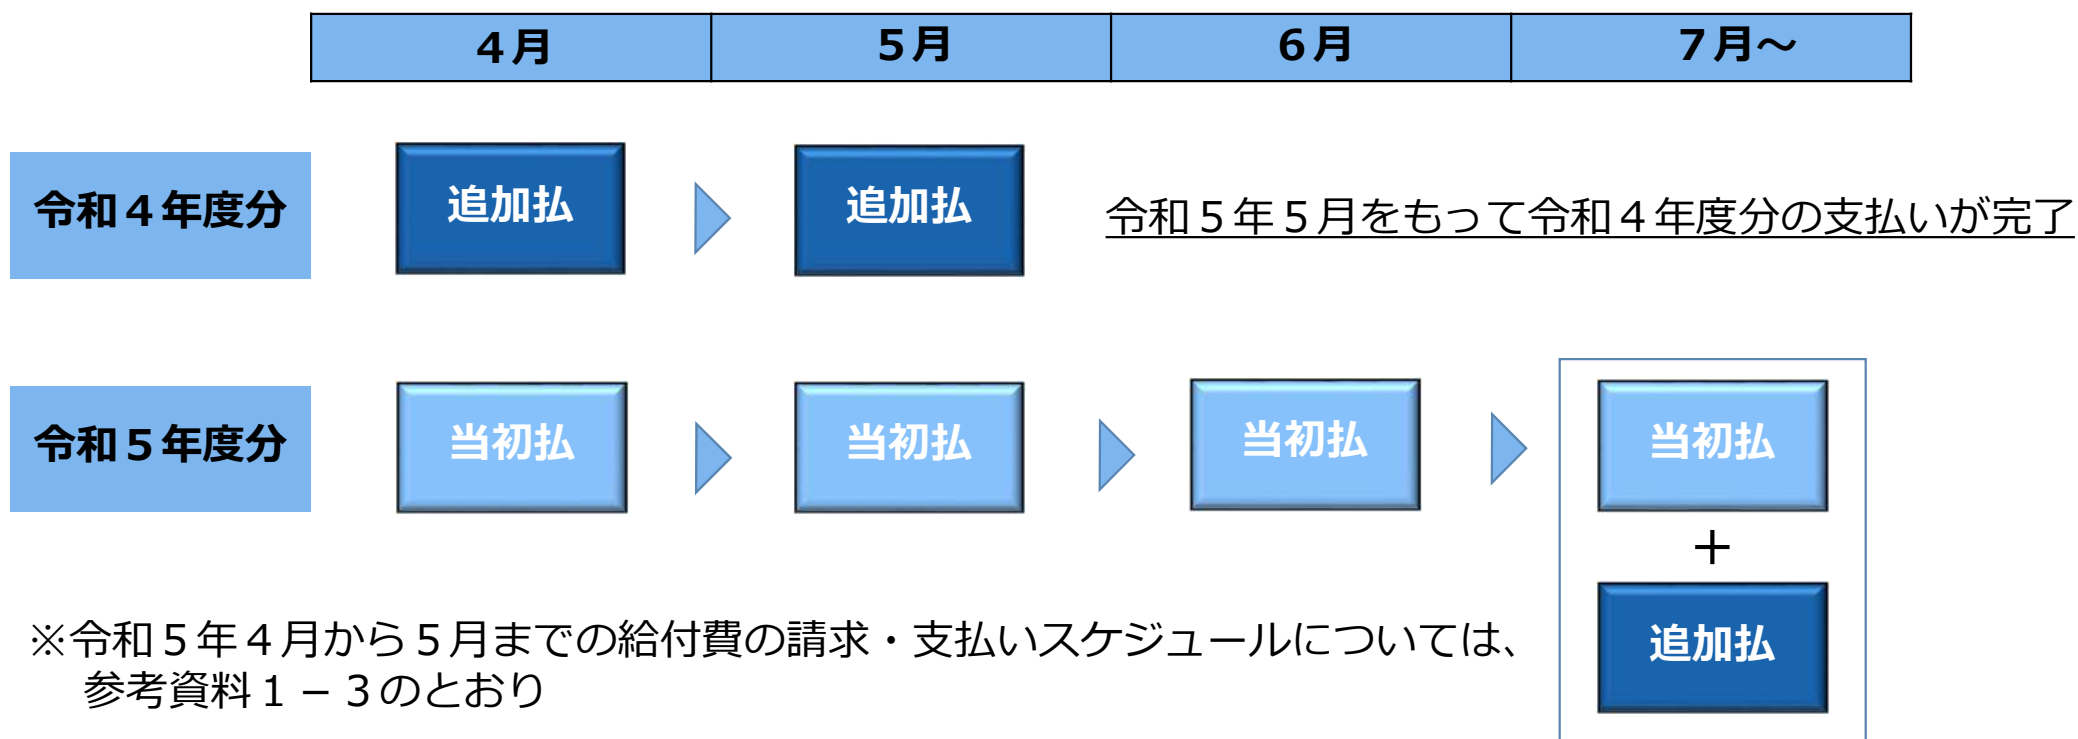 ４月 ５月 ６月 ７月～
令和４年度分 追加払 追加払 令和５年５月をもって令和４年度分の支払いが完了
令和５年度分 当初払 当初払 当初払 当初払
＋
追加払
※令和５年４月から５月までの給付費の請求・支払いスケジュールについては、
参考資料１－３のとおり